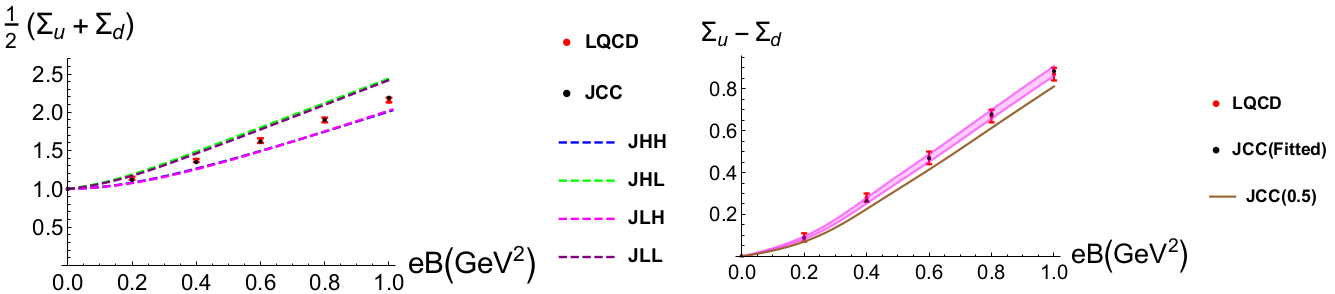 ½ (Σu + Σd)
2.5
2.0
1.5
1.0
0.5
0.0 0.2 0.4 0.6 0.8 1.0
eB(GeV²)
LQCD
JCC
JHH
JHL
JLH
JLL
Σu − Σd
0.8
0.6
0.4
0.2
0.0 0.2 0.4 0.6 0.8 1.0
eB(GeV²)
LQCD
JCC(Fitted)
JCC(0.5)